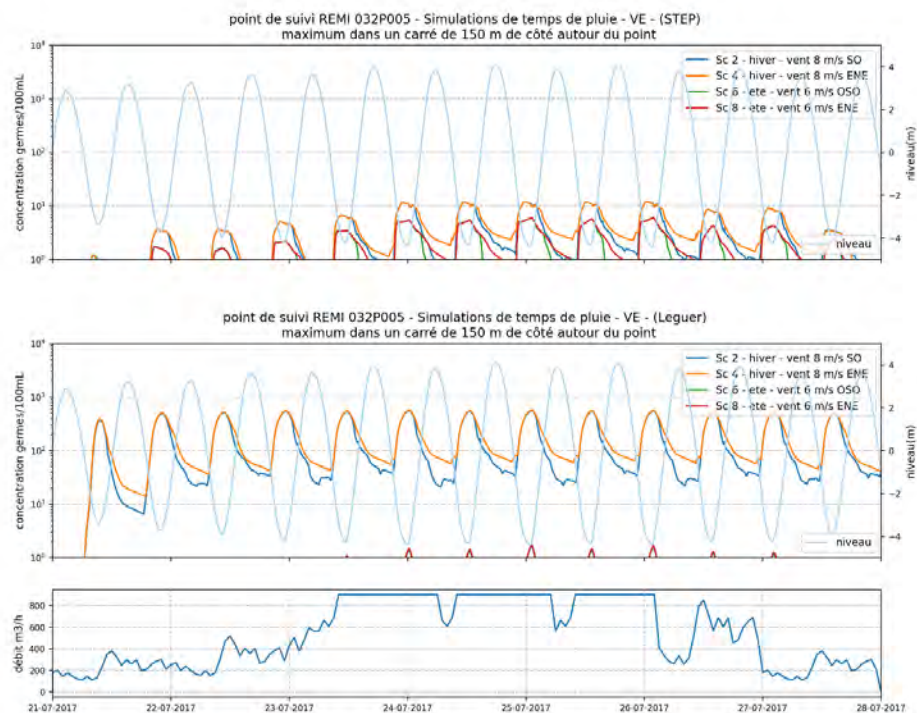 point de suivi REMI 032P005 - Simulations de temps de pluie - VE - (STEP)
maximum dans un carré de 150 m de côté autour du point
concentration germes/100mL
10⁴
10³
10²
10¹
10⁰
Sc 2 - hiver - vent 8 m/s SO
Sc 4 - hiver - vent 8 m/s ENE
Sc 6 - ete - vent 6 m/s OSO
Sc 8 - ete - vent 6 m/s ENE
niveau
4
2
0
−2
−4
niveau(m)
point de suivi REMI 032P005 - Simulations de temps de pluie - VE - (Leguer)
maximum dans un carré de 150 m de côté autour du point
concentration germes/100mL
10⁴
10³
10²
10¹
10⁰
Sc 2 - hiver - vent 8 m/s SO
Sc 4 - hiver - vent 8 m/s ENE
Sc 6 - ete - vent 6 m/s OSO
Sc 8 - ete - vent 6 m/s ENE
niveau
4
2
0
−2
−4
niveau(m)
débit m3/h
800
600
400
200
0
21-07-2017 22-07-2017 23-07-2017 24-07-2017 25-07-2017 26-07-2017 27-07-2017 28-07-2017